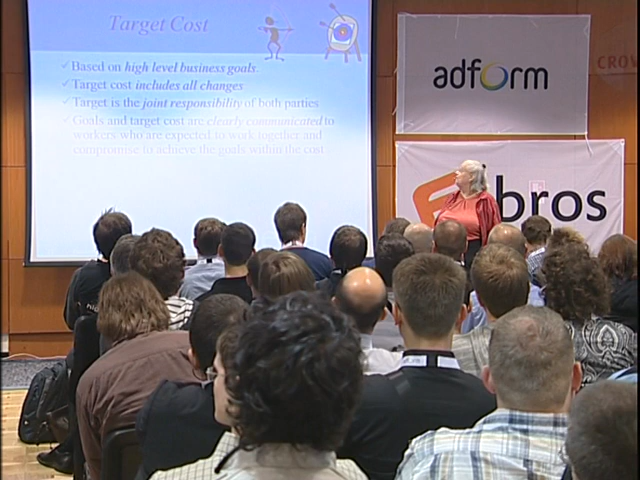 Target Cost
Based on high level business goals.
Target cost includes all changes
Target is the joint responsibility of both parties
Goals and target cost are clearly communicated to
workers who are expected to work together and
compromise to achieve the goals within the cost
adform
CROW
bros